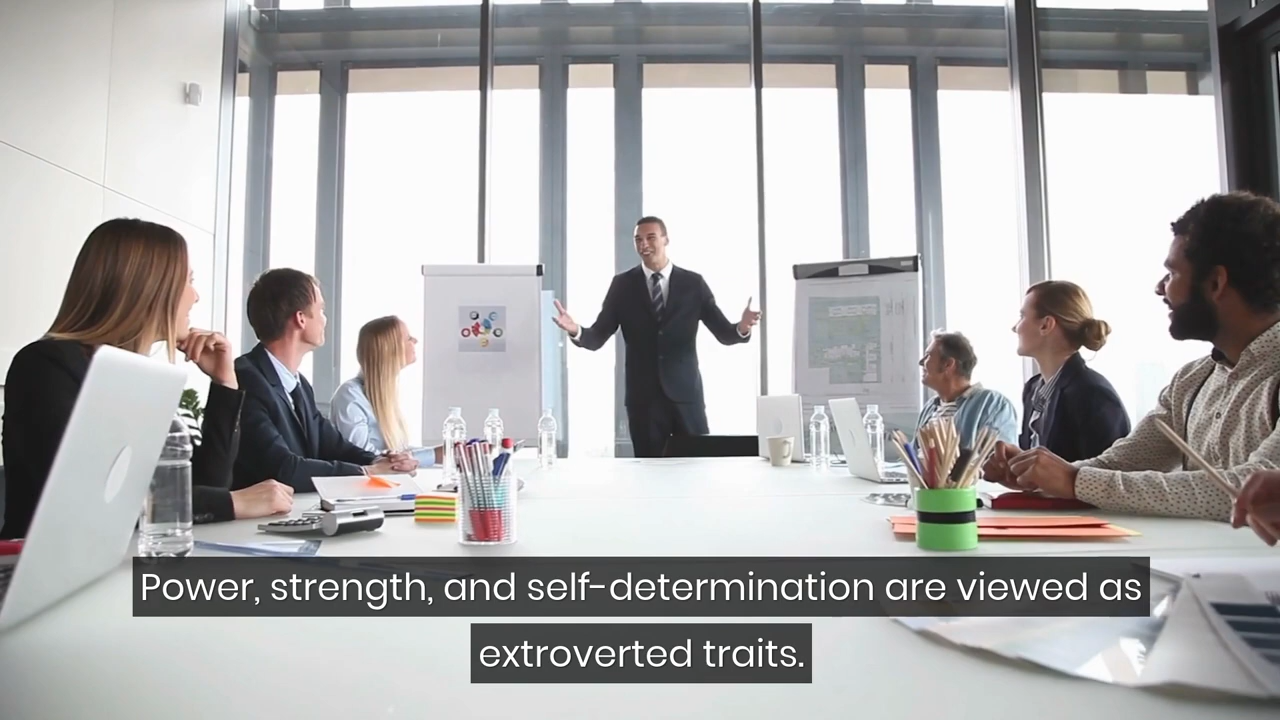 Power, strength, and self-determination are viewed as
extroverted traits.